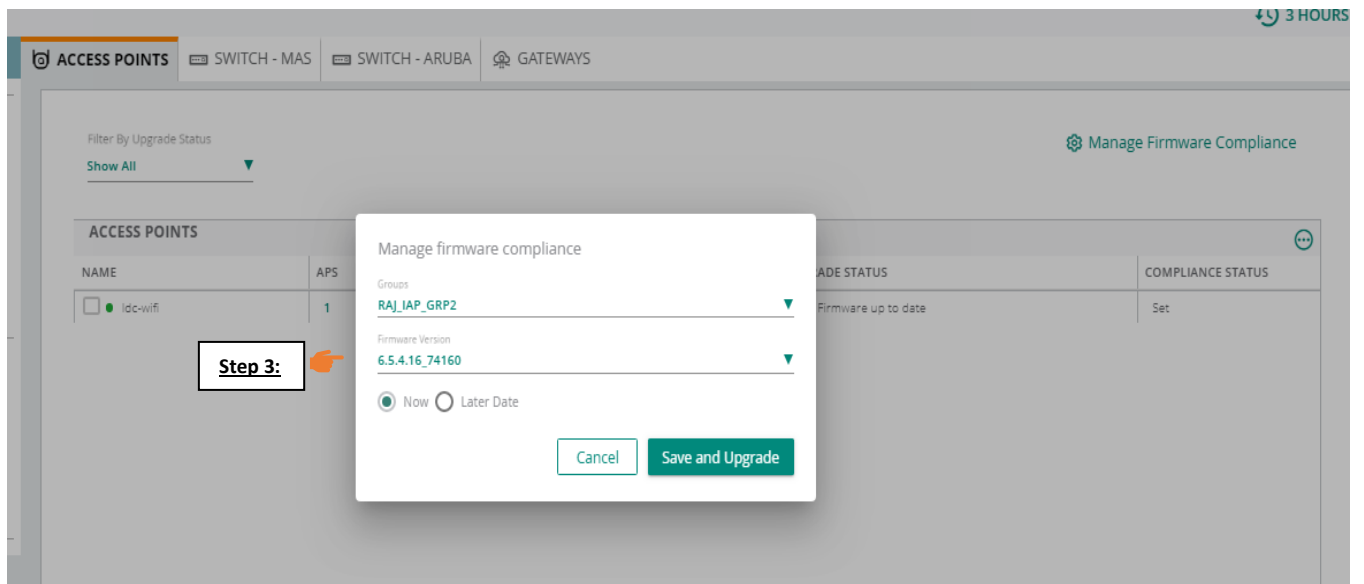 3 HOURS
ACCESS POINTS SWITCH - MAS SWITCH - ARUBA GATEWAYS
Filter By Upgrade Status
Show All
Manage Firmware Compliance
ACCESS POINTS
NAME APS ADE STATUS COMPLIANCE STATUS
ldc-wifi 1 Firmware up to date Set
Manage firmware compliance
Groups
RAJ_IAP_GRP2
Firmware Version
6.5.4.16_74160
Step 3:
Now Later Date
Cancel Save and Upgrade